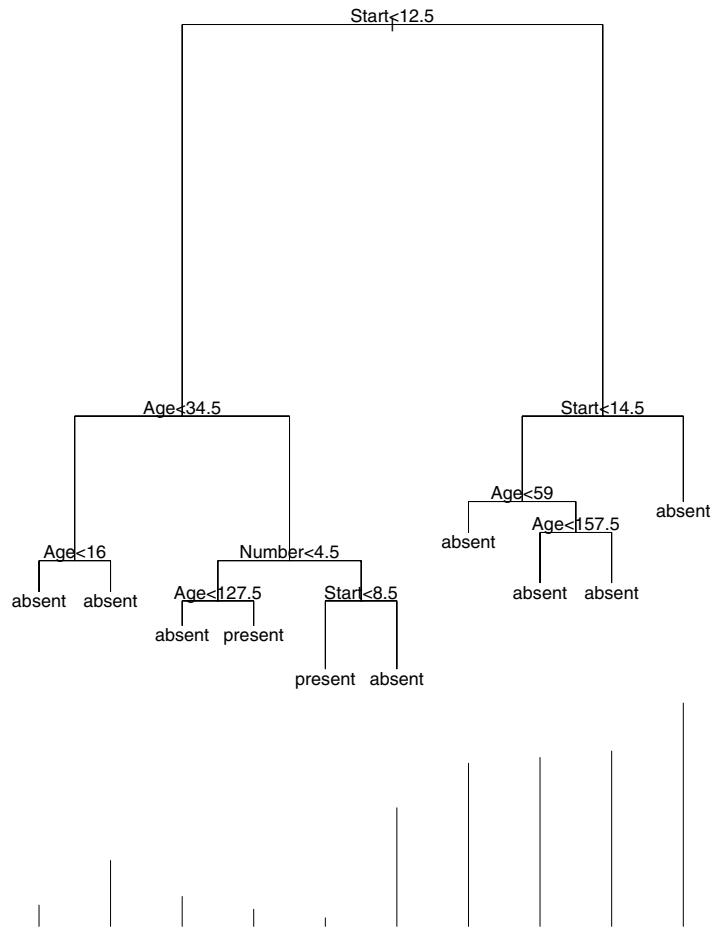 Start<12.5
Age<34.5
Start<14.5
Age<59
absent
Age<157.5
absent
Age<16
Number<4.5
absent
absent
Age<127.5
Start<8.5
absent
absent
absent
present
present
absent